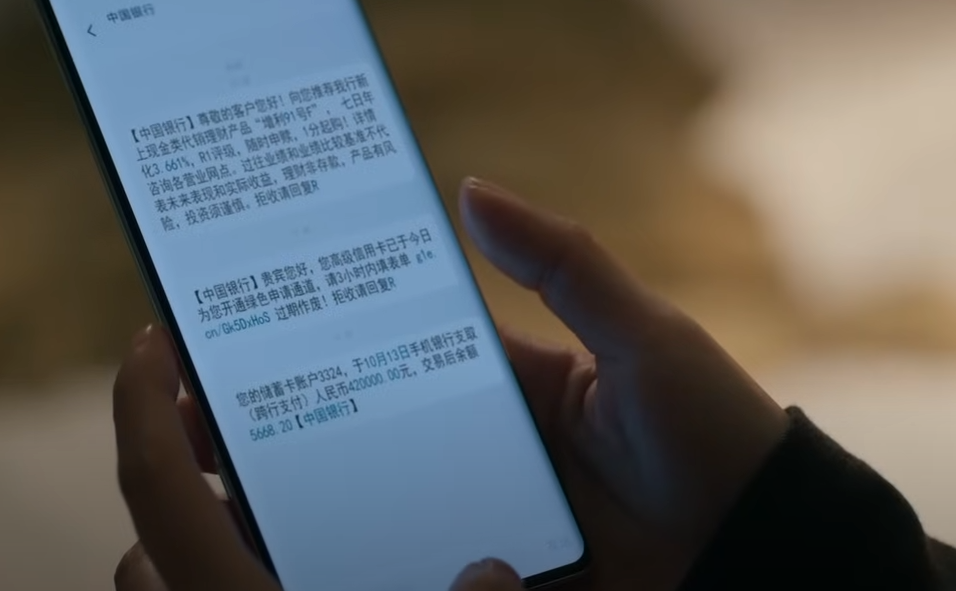 中国银行
【中国银行】尊敬的客户您好！向您推荐我行新
上现金类代销理财产品“增利91号F”，七日年
化3.661%，R1评级，随时申赎，1分起购！详情
咨询各营业网点。过往业绩和业绩比较基准不代
表未来表现和实际收益，理财非存款，产品有风
险，投资须谨慎。拒收请回复R
【中国银行】贵宾您好，您高级信用卡已于今日
为您开通绿色申请通道，请3小时内填表单 g1e.
cn/Gk5DxHoS 过期作废！拒收请回复R
您的储蓄卡账户3324，于10月13日手机银行支取
（跨行支付）人民币420000.00元，交易后余额
5668.20【中国银行】